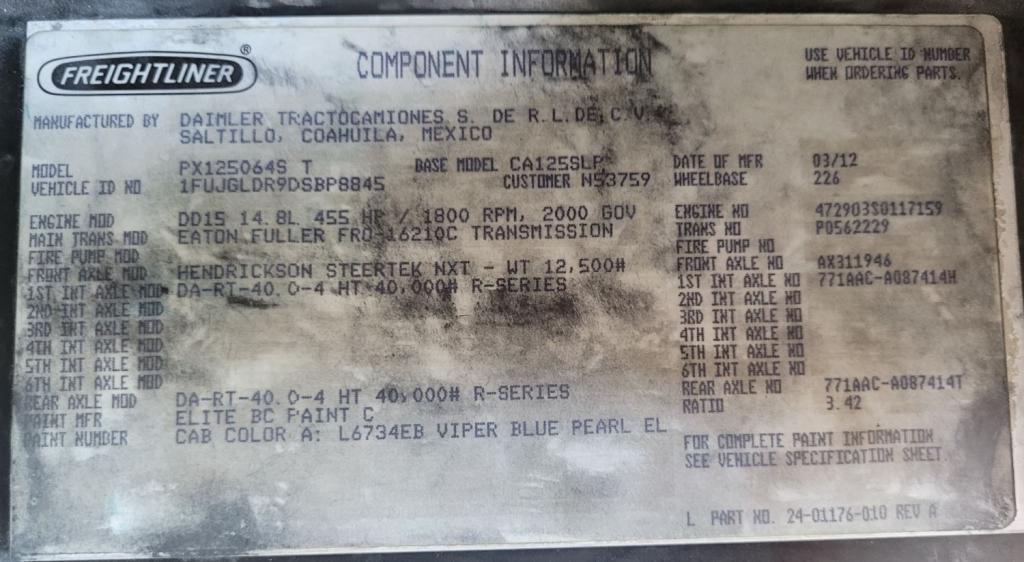 FREIGHTLINER ®
COMPONENT INFORMATION
USE VEHICLE ID NUMBER
WHEN ORDERING PARTS.
MANUFACTURED BY DAIMLER TRACTOCAMIONES S. DE R.L.DE C.V.
SALTILLO, COAHUILA, MEXICO
MODEL PX125064S T BASE MODEL CA125SLP DATE OF MFR 03/12
VEHICLE ID NO 1FUJGLDR9DSBP8845 CUSTOMER N53759 WHEELBASE 226
ENGINE MOD DD15 14.8L 455 HP / 1800 RPM, 2000 GOV ENGINE NO 472903S0117159
MAIN TRANS MOD EATON FULLER FRO-16210C TRANSMISSION TRANS NO P0562229
FIRE PUMP MOD FIRE PUMP NO
FRONT AXLE MOD HENDRICKSON STEERTEK NXT - WT 12,500# FRONT AXLE NO AX311946
1ST INT AXLE MOD DA-RT-40.0-4 HT 40,000# R-SERIES 1ST INT AXLE NO 771AAC-A087414H
2ND INT AXLE MOD 2ND INT AXLE NO
3RD INT AXLE MOD 3RD INT AXLE NO
4TH INT AXLE MOD 4TH INT AXLE NO
5TH INT AXLE MOD 5TH INT AXLE NO
6TH INT AXLE MOD 6TH INT AXLE NO
REAR AXLE MOD DA-RT-40.0-4 HT 40,000# R-SERIES REAR AXLE NO 771AAC-A087414T
PAINT MFR ELITE BC PAINT C RATIO 3.42
PAINT NUMBER CAB COLOR A: L6734EB VIPER BLUE PEARL EL
FOR COMPLETE PAINT INFORMATION
SEE VEHICLE SPECIFICATION SHEET.
L PART NO. 24-01176-010 REV A